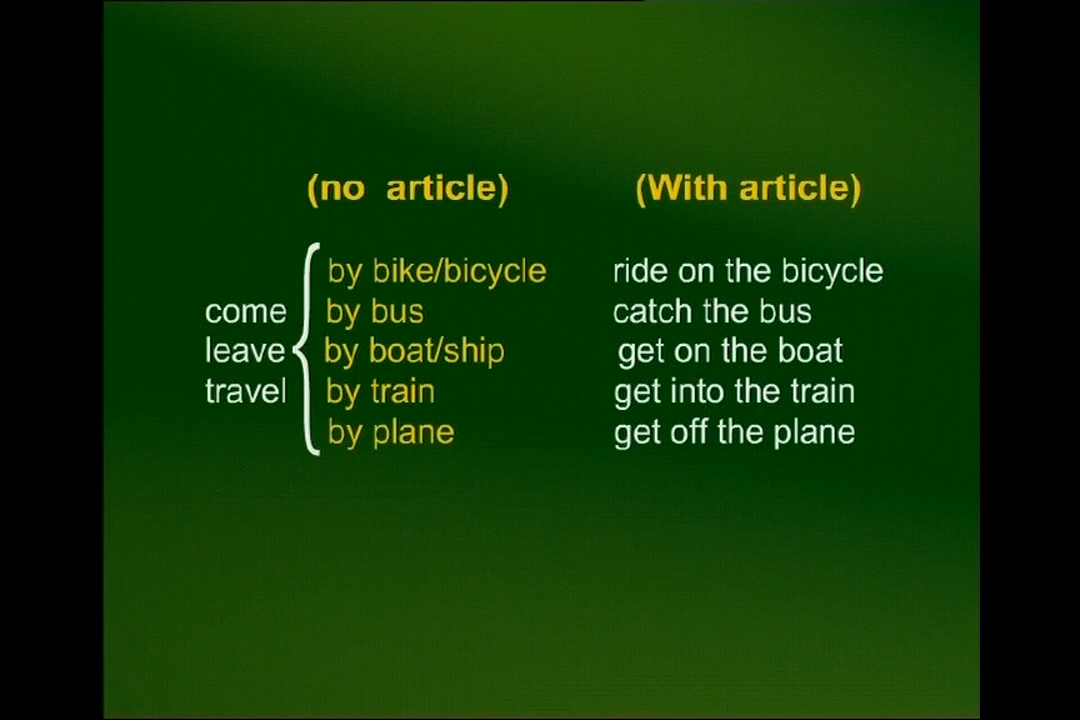 (no article) (With article)
by bike/bicycle ride on the bicycle
come by bus catch the bus
leave by boat/ship get on the boat
travel by train get into the train
by plane get off the plane